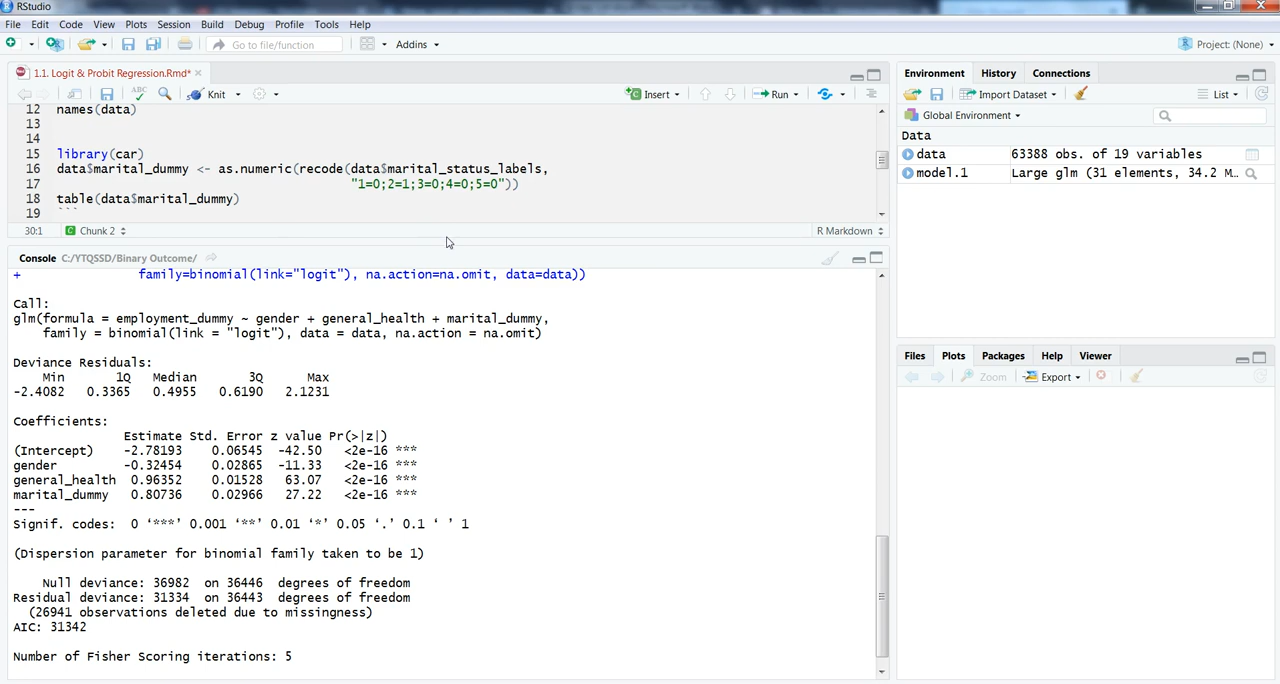 RStudio
File Edit Code View Plots Session Build Debug Profile Tools Help
Go to file/function Addins Project: (None)
1.1. Logit & Probit Regression.Rmd*
ABC Knit Insert Run
12 names(data)
13
14
15 library(car)
16 data$marital_dummy <- as.numeric(recode(data$marital_status_labels,
17 "1=0;2=1;3=0;4=0;5=0"))
18 table(data$marital_dummy)
19 ```
30:1 Chunk 2 R Markdown
Console C:/YTQSSD/Binary Outcome/
+ family=binomial(link="logit"), na.action=na.omit, data=data))
Call:
glm(formula = employment_dummy ~ gender + general_health + marital_dummy,
family = binomial(link = "logit"), data = data, na.action = na.omit)
Deviance Residuals:
Min 1Q Median 3Q Max
-2.4082 0.3365 0.4955 0.6190 2.1231
Coefficients:
Estimate Std. Error z value Pr(>|z|)
(Intercept) -2.78193 0.06545 -42.50 <2e-16 ***
gender -0.32454 0.02865 -11.33 <2e-16 ***
general_health 0.96352 0.01528 63.07 <2e-16 ***
marital_dummy 0.80736 0.02966 27.22 <2e-16 ***
---
Signif. codes: 0 ‘***’ 0.001 ‘**’ 0.01 ‘*’ 0.05 ‘.’ 0.1 ‘ ’ 1
(Dispersion parameter for binomial family taken to be 1)
Null deviance: 36982 on 36446 degrees of freedom
Residual deviance: 31334 on 36443 degrees of freedom
(26941 observations deleted due to missingness)
AIC: 31342
Number of Fisher Scoring iterations: 5
Environment History Connections
Import Dataset List
Global Environment
Data
data 63388 obs. of 19 variables
model.1 Large glm (31 elements, 34.2 M…
Files Plots Packages Help Viewer
Zoom Export